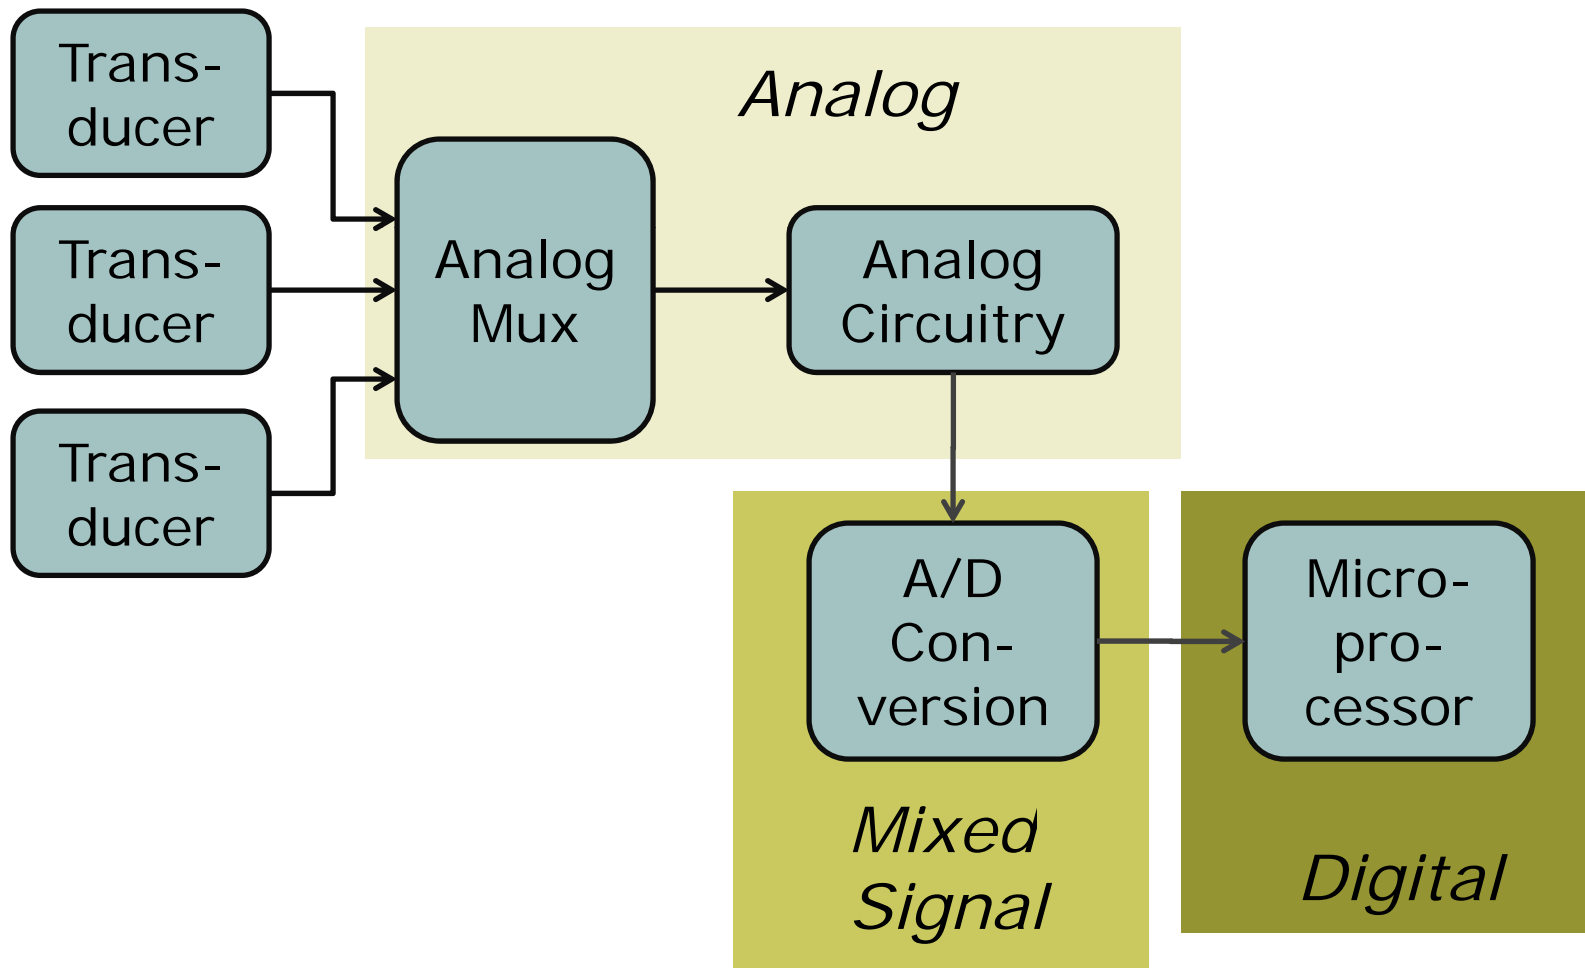 Trans-
ducer
Trans-
ducer
Trans-
ducer
Analog
Analog
Mux
Analog
Circuitry
A/D
Con-
version
Mixed
Signal
Micro-
pro-
cessor
Digital